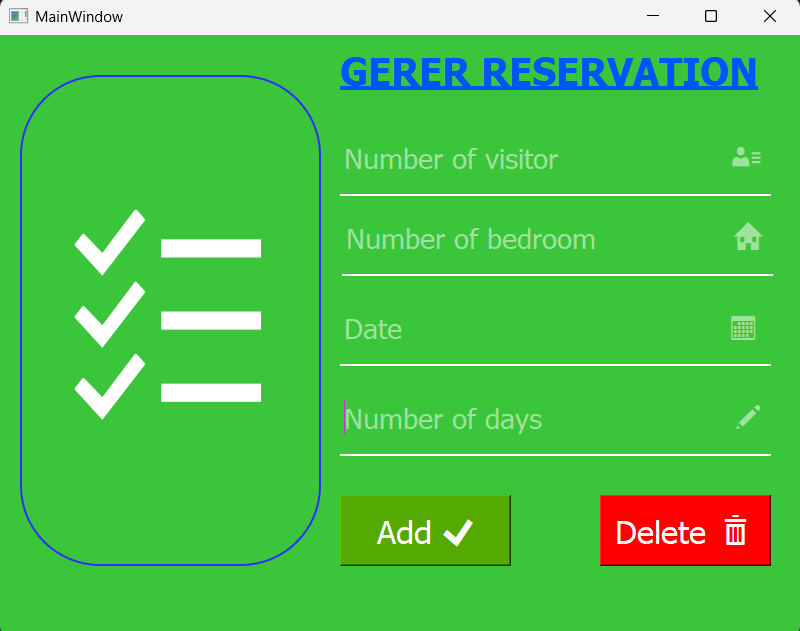 MainWindow
GERER RESERVATION
Number of visitor
Number of bedroom
Date
Number of days
Add
Delete